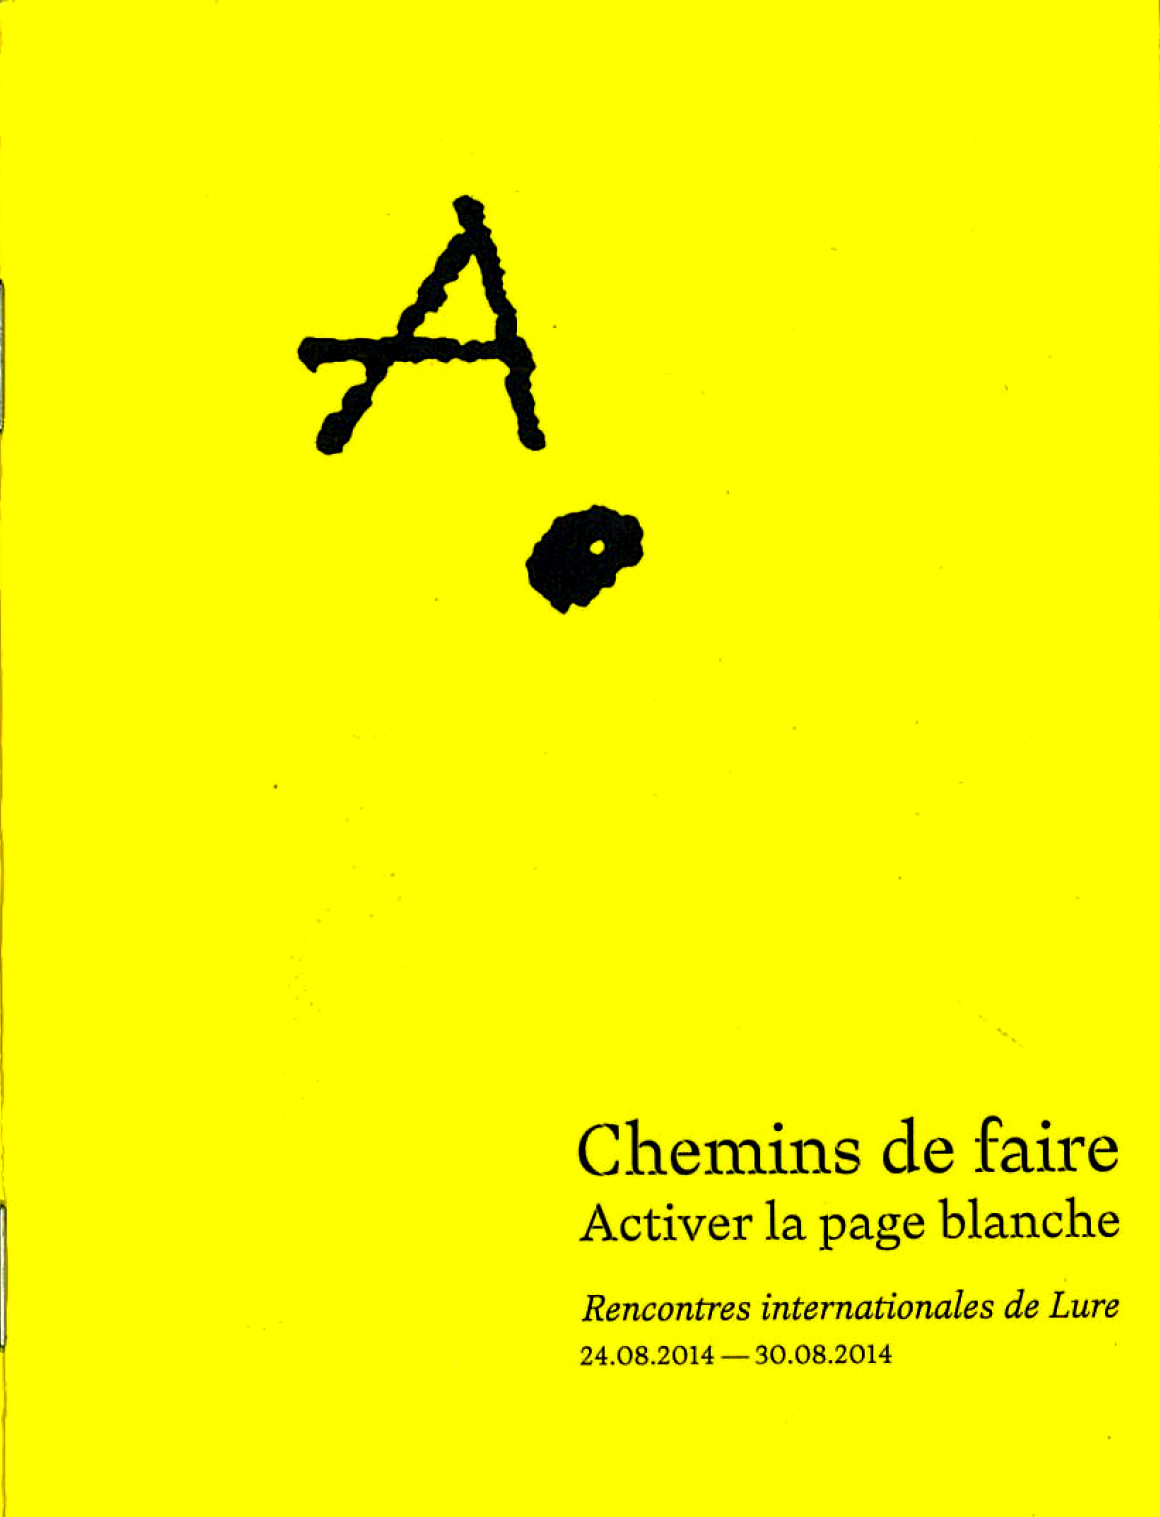 A
Chemins de faire
Activer la page blanche
Rencontres internationales de Lure
24.08.2014 — 30.08.2014